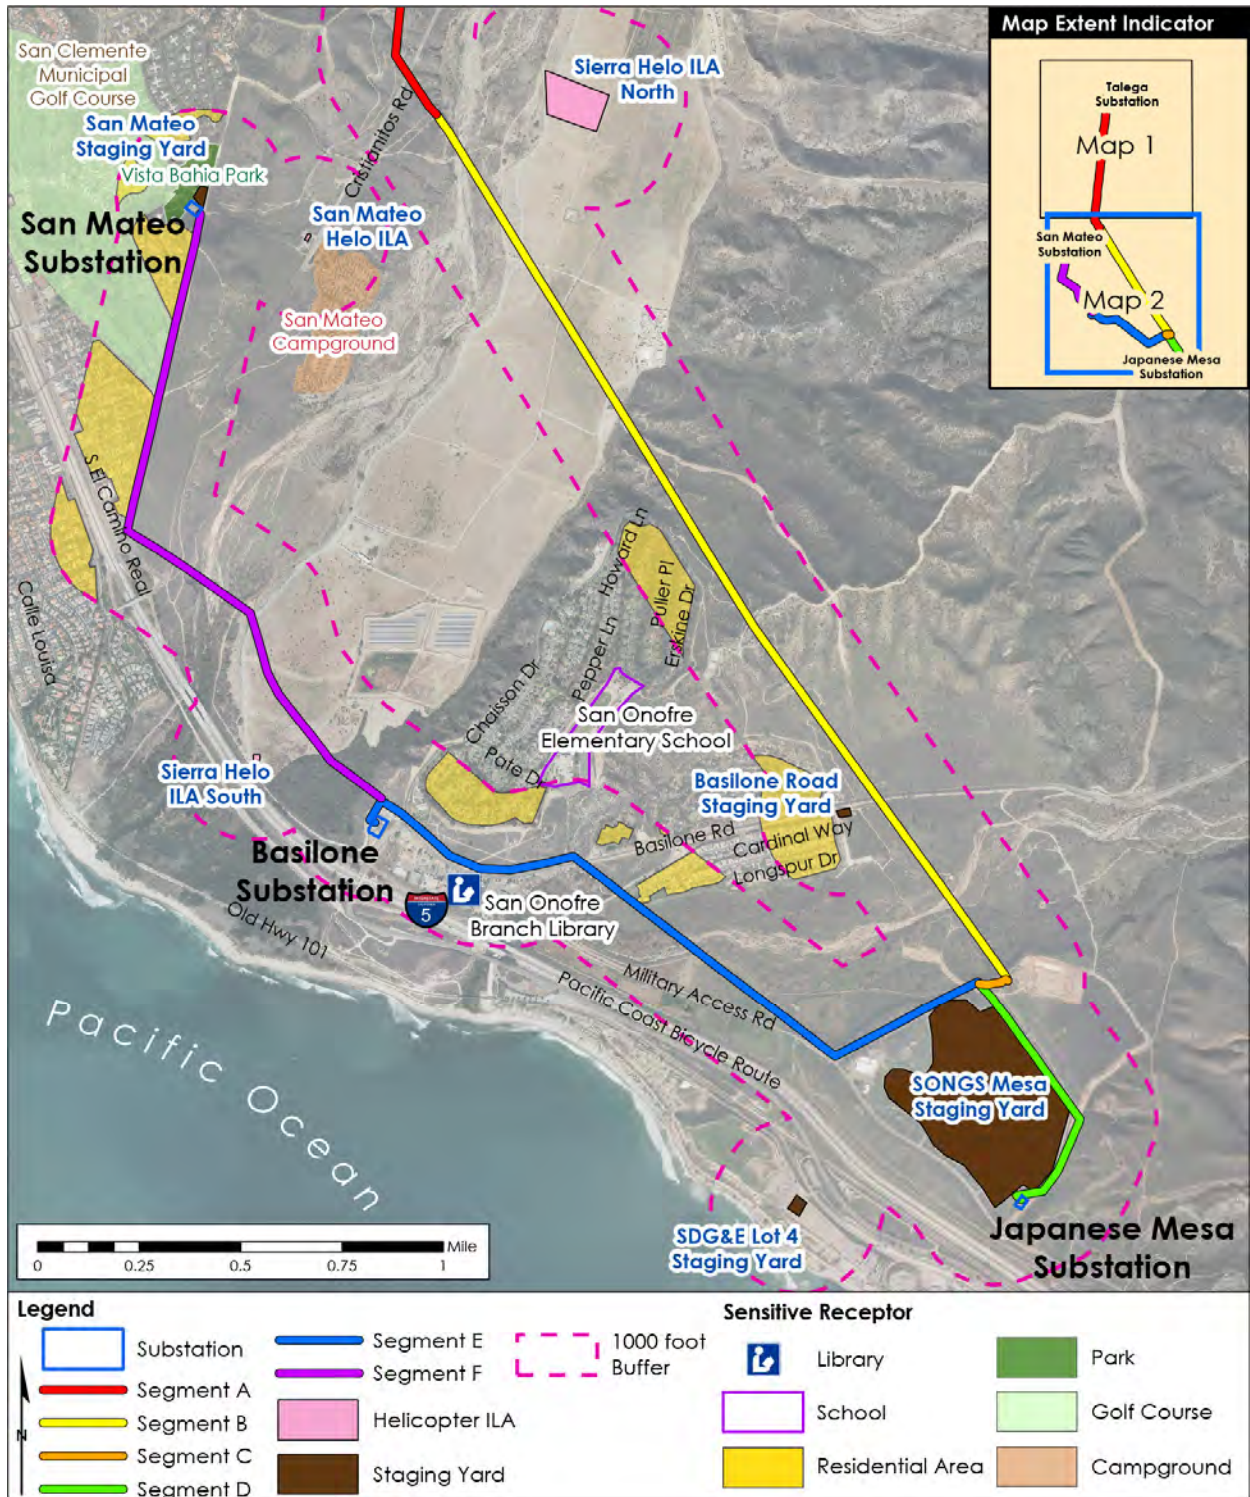 Map Extent Indicator
Talega
Substation
Map 1
San Mateo
Substation
Map 2
Japanese Mesa
Substation
San Clemente
Municipal
Golf Course
San Mateo
Staging Yard
Vista Bahia Park
San Mateo
Substation
Cristianitos Rd
Sierra Helo ILA
North
San Mateo
Helo ILA
San Mateo
Campground
S El Camino Real
Calle Louisa
Howard Ln
Puller Pl
Erskine Dr
Pepper Ln
Chaisson Dr
San Onofre
Elementary School
Pate D
Sierra Helo
ILA South
Basilone Road
Staging Yard
Basilone Rd
Cardinal Way
Longspur Dr
Basilone
Substation
INTERSTATE
5
San Onofre
Branch Library
Old Hwy 101
Military Access Rd
Pacific Coast Bicycle Route
SONGS Mesa
Staging Yard
Pacific Ocean
SDG&E Lot 4
Staging Yard
Japanese Mesa
Substation
Mile
0 0.25 0.5 0.75 1
Legend
N
Substation
Segment A
Segment B
Segment C
Segment D
Segment E
Segment F
Helicopter ILA
Staging Yard
1000 foot
Buffer
Sensitive Receptor
Library
School
Residential Area
Park
Golf Course
Campground